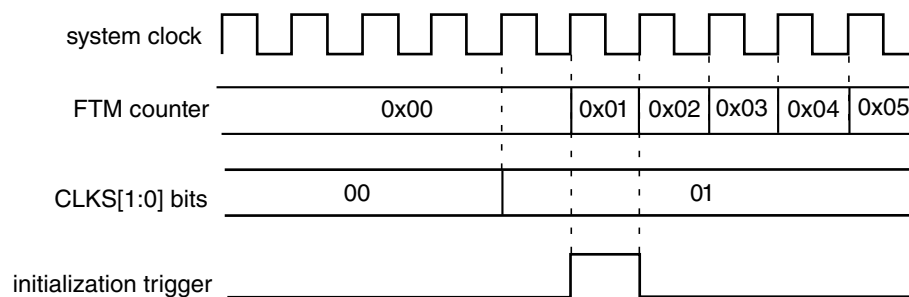 system clock
FTM counter 0x00 0x01 0x02 0x03 0x04 0x05
CLKS[1:0] bits 00 01
initialization trigger